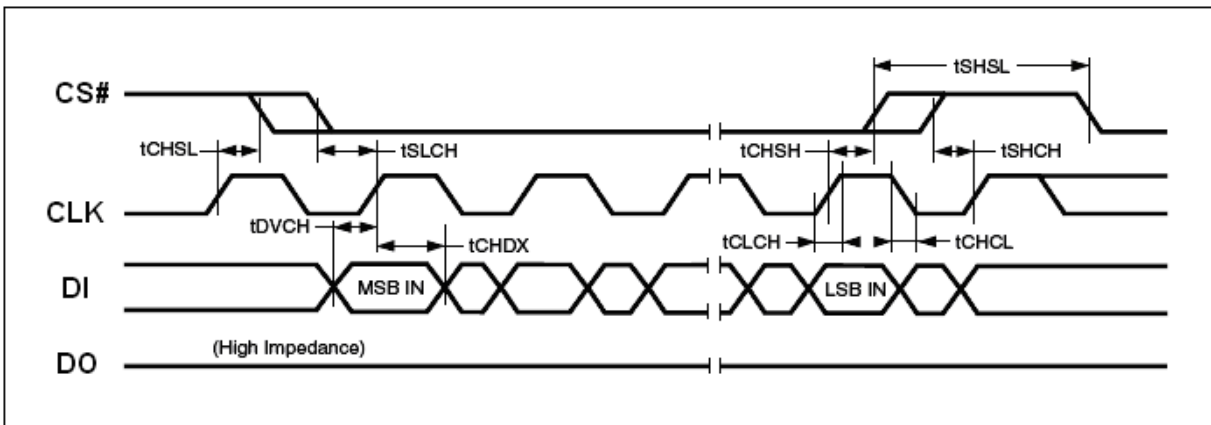 tSHSL
CS#
tCHSL
tSLCH
tCHSH
tSHCH
CLK
tDVCH
tCHDX
tCLCH
tCHCL
DI
MSB IN
LSB IN
(High Impedance)
DO